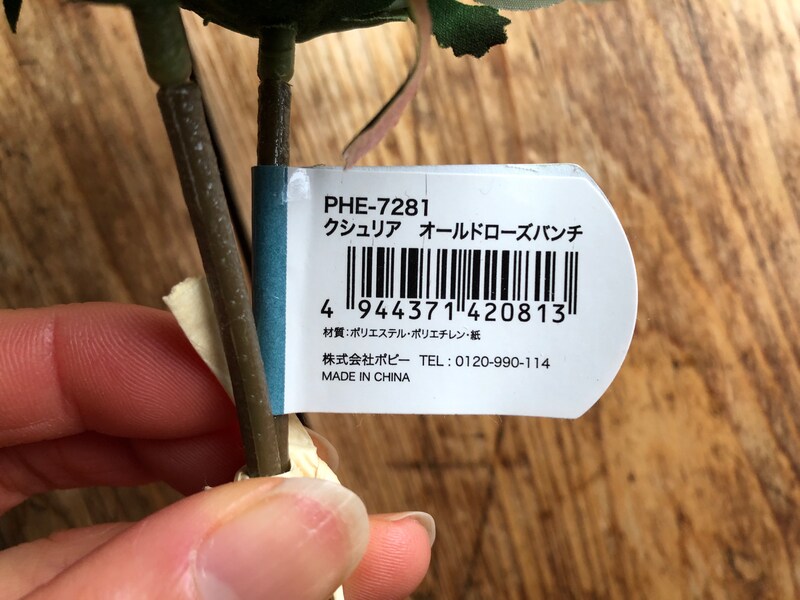 PHE-7281
クシュリア　オールドローズバンチ
4 944371 420813
材質:ポリエステル・ポリエチレン・紙
株式会社ポピー TEL : 0120-990-114
MADE IN CHINA